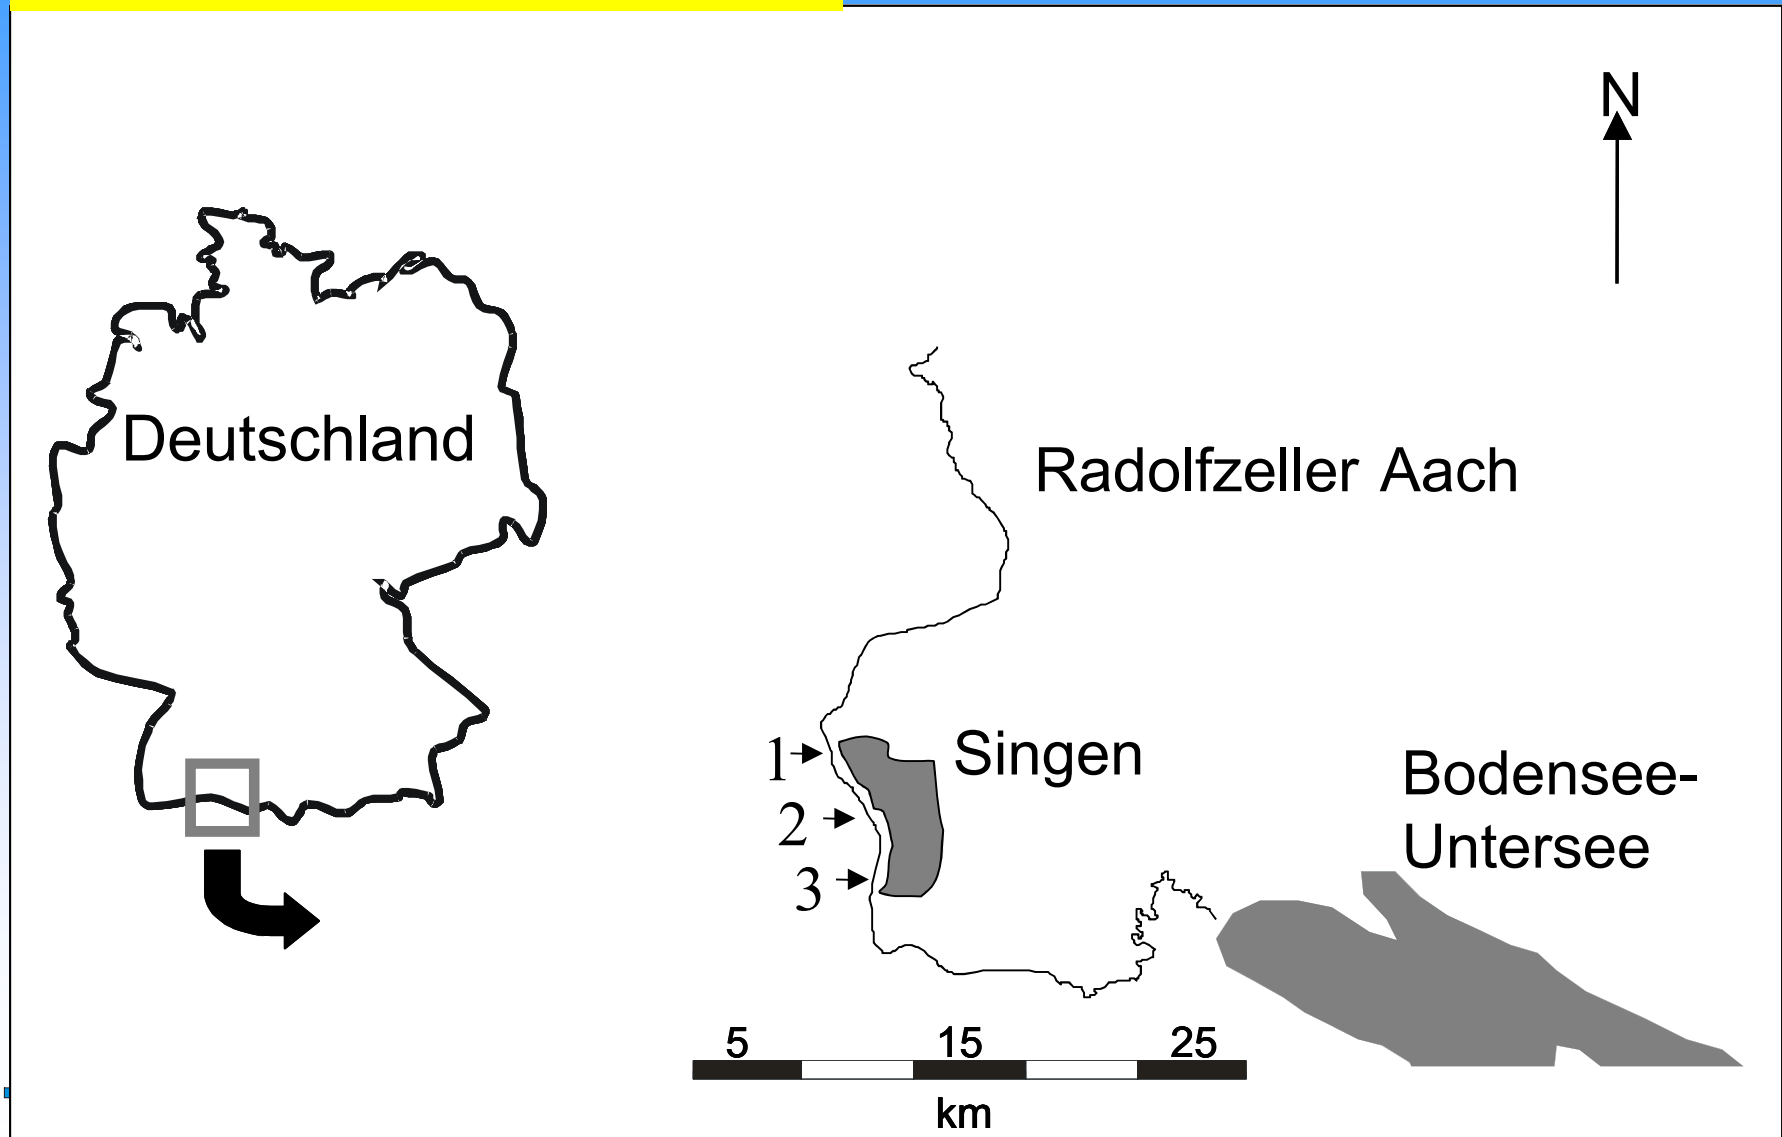 N
Deutschland
Radolfzeller Aach
1
Singen
2
3
Bodensee-
Untersee
5 15 25
km